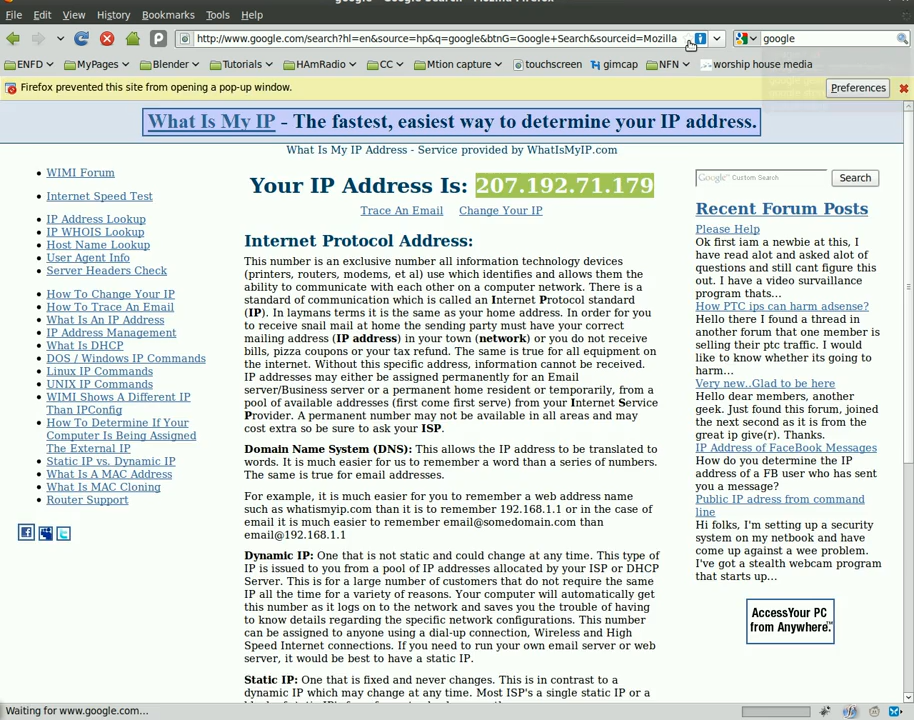 google - Google Search - Mozilla Firefox
File Edit View History Bookmarks Tools Help
http://www.google.com/search?hl=en&source=hp&q=google&btnG=Google+Search&sourceid=Mozilla
google
ENFD MyPages Blender Tutorials HAmRadio CC Mtion capture touchscreen gimcap NFN worship house media
Firefox prevented this site from opening a pop-up window.
Preferences
What Is My IP - The fastest, easiest way to determine your IP address.
What Is My IP Address - Service provided by WhatIsMyIP.com
WIMI Forum
Internet Speed Test
IP Address Lookup
IP WHOIS Lookup
Host Name Lookup
User Agent Info
Server Headers Check
How To Change Your IP
How To Trace An Email
What Is An IP Address
IP Address Management
What Is DHCP
DOS / Windows IP Commands
Linux IP Commands
UNIX IP Commands
WIMI Shows A Different IP
Than IPConfig
How To Determine If Your
Computer Is Being Assigned
The External IP
Static IP vs. Dynamic IP
What Is A MAC Address
What Is MAC Cloning
Router Support
Your IP Address Is: 207.192.71.179
Trace An Email Change Your IP
Internet Protocol Address:
This number is an exclusive number all information technology devices
(printers, routers, modems, et al) use which identifies and allows them the
ability to communicate with each other on a computer network. There is a
standard of communication which is called an Internet Protocol standard
(IP). In laymans terms it is the same as your home address. In order for you
to receive snail mail at home the sending party nest have your correct
mailing address (IP address) in your town (network) or you do not receive
bills, pizza coupons or your tax refund. The same is true for all equipment on
the internet. Without this specific address, information cannot be received.
IP addresses may either be assigned permanently for an Email
server/Business server or a permanent home resident or temporarily, from a
pool of available addresses (first come first serve) from your Internet Service
Provider. A permanent number may not be available in all areas and may
cost extra so be sure to ask your ISP.
Domain Name System (DNS): This allows the IP address to be translated to
words. It is much easier for us to remember a word than a series of numbers.
The same is true for email addresses.
For example, it is much easier for you to remember a web address name
such as whatismyip.com than it is to remember 192.168.1.1 or in the case of
email it is much easier to remember email@somedomain.com than
email@192.168.1.1
Dynamic IP: One that is not static and could change at any time. This type of
IP is issued to you from a pool of IP addresses allocated by your ISP or DHCP
Server. This is for a large number of customers that do not require the same
IP all the time for a variety of reasons. Your computer will automatically get
this number as it logs on to the network and saves you the trouble of having
to know details regarding the specific network configurations. This number
can be assigned to anyone using a dial-up connection, Wireless and High
Speed Internet connections. If you need to run your own email server or web
server, it would be best to have a static IP.
Static IP: One that is fixed and never changes. This is in contrast to a
dynamic IP which may change at any time. Most ISP's a single static IP or a
Google™ Custom Search
Search
Recent Forum Posts
Please Help
Ok first iam a newbie at this, I
have read alot and asked alot of
questions and still cant figure this
out. I have a video survaillance
program thats...
How PTC ips can harm adsense?
Hello there I found a thread in
another forum that one member is
selling their ptc traffic. I would
like to know whether its going to
harm...
Very new..Glad to be here
Hello dear members, another
geek. Just found this forum, joined
the next second as it is from the
great ip give(r). Thanks.
IP Address of FaceBook Messages
How do you determine the IP
address of a FB user who has sent
you a message?
Public IP adress from command
line
Hi folks, I'm setting up a security
system on my netbook and have
come up against a wee problem.
I've got a stealth webcam program
that starts up...
AccessYour PC
from Anywhere.™
Waiting for www.google.com...